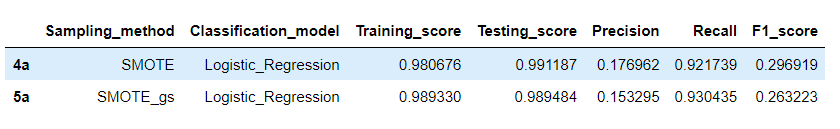 Sampling_method Classification_model Training_score Testing_score Precision Recall F1_score
4a SMOTE Logistic_Regression 0.980676 0.991187 0.176962 0.921739 0.296919
5a SMOTE_gs Logistic_Regression 0.989330 0.989484 0.153295 0.930435 0.263223